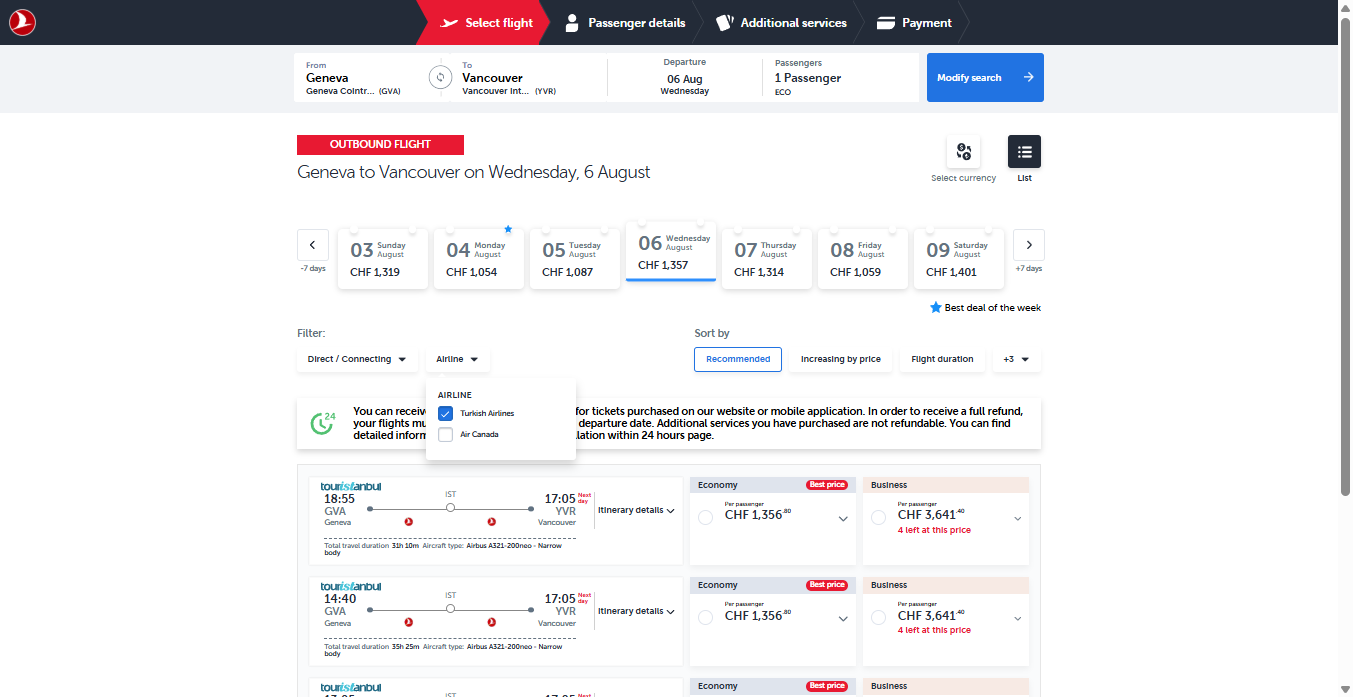 Select flight
Passenger details
Additional services
Payment
From
Geneva
Geneva Cointr... (GVA)
To
Vancouver
Vancouver Int... (YVR)
Departure
06 Aug
Wednesday
Passengers
1 Passenger
ECO
Modify search
OUTBOUND FLIGHT
Geneva to Vancouver on Wednesday, 6 August
Select currency
List
-7 days
03 Sunday August
CHF 1,319
04 Monday August
CHF 1,054
05 Tuesday August
CHF 1,087
06 Wednesday August
CHF 1,357
07 Thursday August
CHF 1,314
08 Friday August
CHF 1,059
09 Saturday August
CHF 1,401
+7 days
Best deal of the week
Filter:
Sort by
Direct / Connecting
Airline
Recommended
Increasing by price
Flight duration
+3
AIRLINE
Turkish Airlines
Air Canada
24
You can receiv for tickets purchased on our website or mobile application. In order to receive a full refund,
your flights mu departure date. Additional services you have purchased are not refundable. You can find
detailed inform llation within 24 hours page.
touristanbul
18:55
GVA
Geneva
IST
17:05 Next day
YVR
Vancouver
Itinerary details
Total travel duration 31h 10m Aircraft type: Airbus A321-200neo - Narrow
body
Economy
Best price
Per passenger
CHF 1,356.80
Business
Per passenger
CHF 3,641.40
4 left at this price
touristanbul
14:40
GVA
Geneva
IST
17:05 Next day
YVR
Vancouver
Itinerary details
Total travel duration 35h 25m Aircraft type: Airbus A321-200neo - Narrow
body
Economy
Best price
Per passenger
CHF 1,356.80
Business
Per passenger
CHF 3,641.40
4 left at this price
touristanbul
IST
Next
Economy
Best price
Business